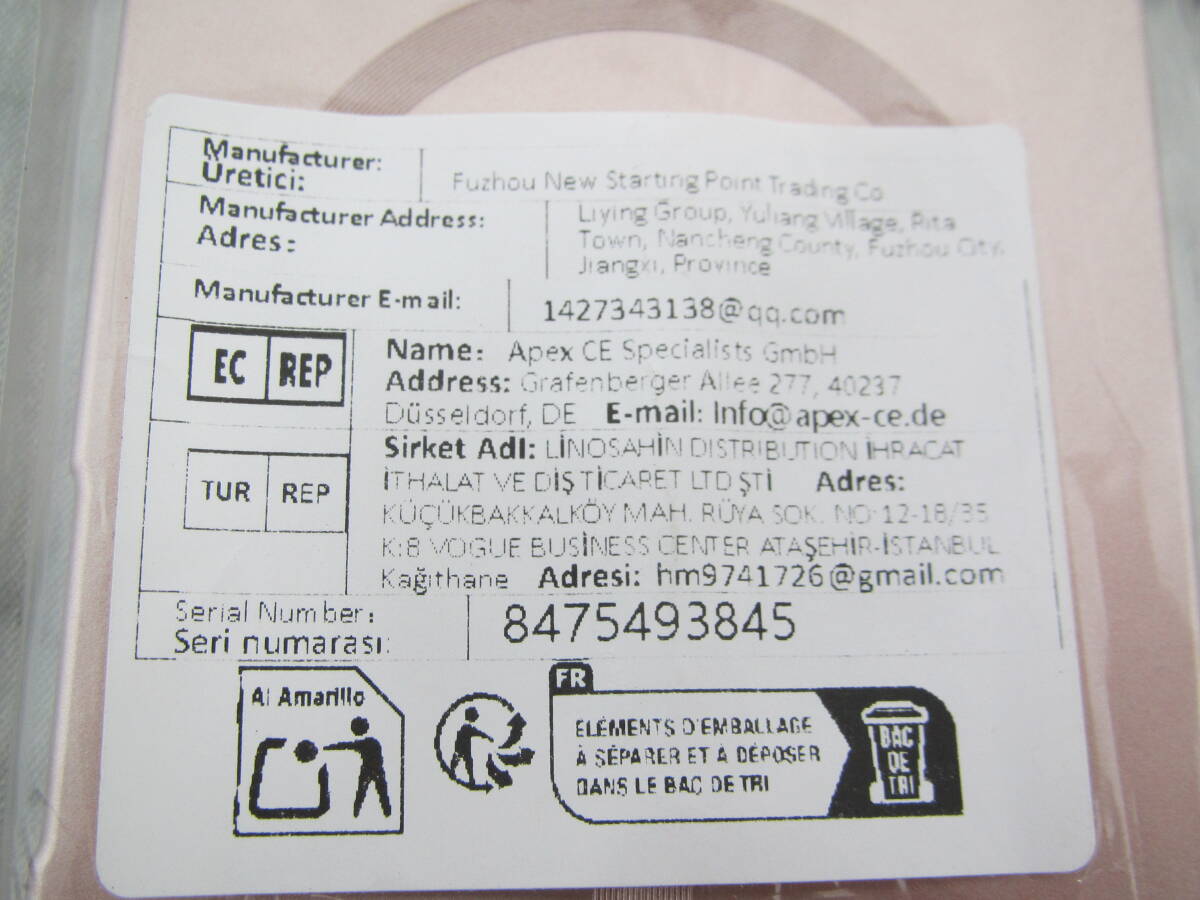 Manufacturer:
Üretici:
Fuzhou New Starting Point Trading Co
Manufacturer Address:
Adres:
Liying Group, Yuliang Village, Rita
Town, Nancheng County, Fuzhou City,
Jiangxi, Province
Manufacturer E-mail:
1427343138@qq.com
EC REP
Name: Apex CE Specialists GmbH
Address: Grafenberger Allee 277, 40237
Düsseldorf, DE E-mail: Info@apex-ce.de
TUR REP
Sirket Adl: LİNOSAHİN DISTRIBUTION İHRACAT
İTHALAT VE DIŞ TİCARET LTD ŞTİ Adres:
KÜÇÜKBAKKALKÖY MAH. RÜYA SOK. NO:12-18/35
K:8 VOGUE BUSİNESS CENTER ATAŞEHİR-İSTANBUL
Kağıthane Adresi: hm9741726@gmail.com
Serial Number:
Seri numarası:
8475493845
Al Amarillo
FR
ÉLÉMENTS D'EMBALLAGE
À SÉPARER ET À DÉPOSER
DANS LE BAC DE TRI
BAC
DE
TRI